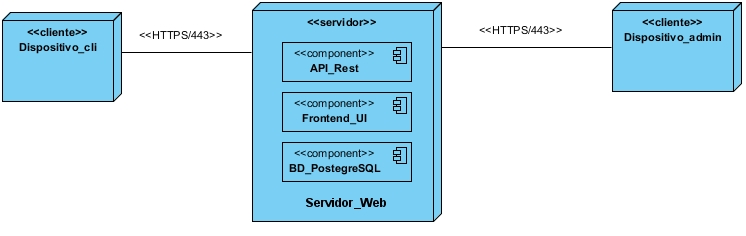 <<cliente>>
Dispositivo_cli
<<HTTPS/443>>
<<servidor>>
<<component>>
API_Rest
<<component>>
Frontend_UI
<<component>>
BD_PostegreSQL
Servidor_Web
<<HTTPS/443>>
<<cliente>>
Dispositivo_admin